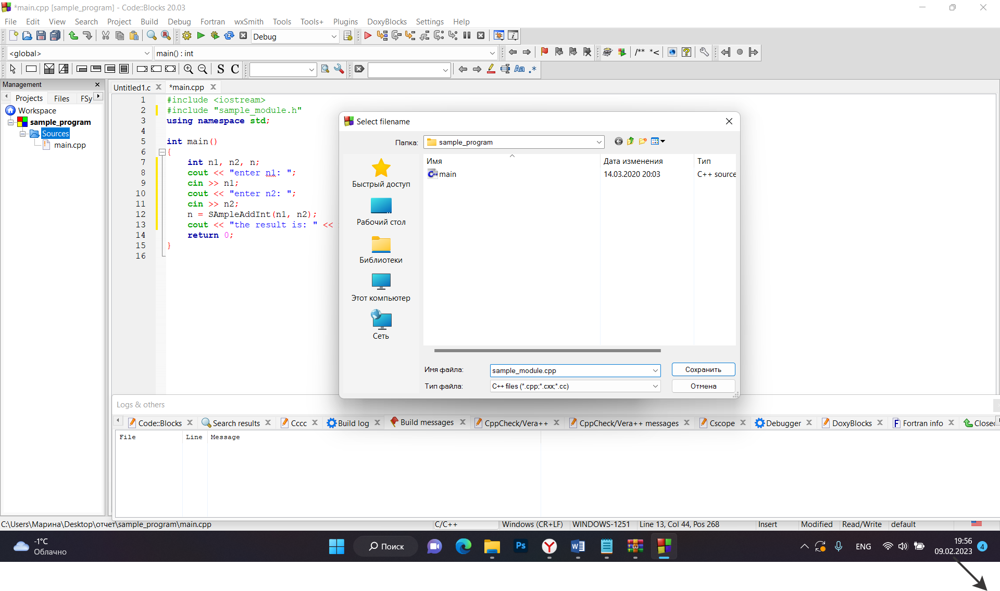 *main.cpp [sample_program] - Code::Blocks 20.03
File Edit View Search Project Build Debug Fortran wxSmith Tools Tools+ Plugins DoxyBlocks Settings Help
Debug
<global> main() : int
/** *<
S C Aa .*
Management
Projects Files FSy
Workspace
sample_program
Sources
main.cpp
Untitled1.c *main.cpp
1 #include <iostream>
2 #include "sample_module.h"
3 using namespace std;
4
5 int main()
6 {
7 int n1, n2, n;
8 cout << "enter n1: ";
9 cin >> n1;
10 cout << "enter n2: ";
11 cin >> n2;
12 n = SAmpleAddInt(n1, n2);
13 cout << "the result is: " <<
14 return 0;
15 }
16
Select filename
Папка: sample_program
Имя Дата изменения Тип
main 14.03.2020 20:03 C++ source
Быстрый доступ
Рабочий стол
Библиотеки
Этот компьютер
Сеть
Имя файла: sample_module.cpp Сохранить
Тип файла: C++ files (*.cpp;*.cxx;*.cc) Отмена
Logs & others
Code::Blocks Search results Cccc Build log Build messages CppCheck/Vera++ CppCheck/Vera++ messages Cscope Debugger DoxyBlocks Fortran info Closed
File Line Message
C:\Users\Марина\Desktop\отчет\sample_program\main.cpp C/C++ Windows (CR+LF) WINDOWS-1251 Line 13, Col 44, Pos 268 Insert Modified Read/Write default
-1°C
Облачно
Поиск
Ps
ENG
19:56
09.02.2023
4